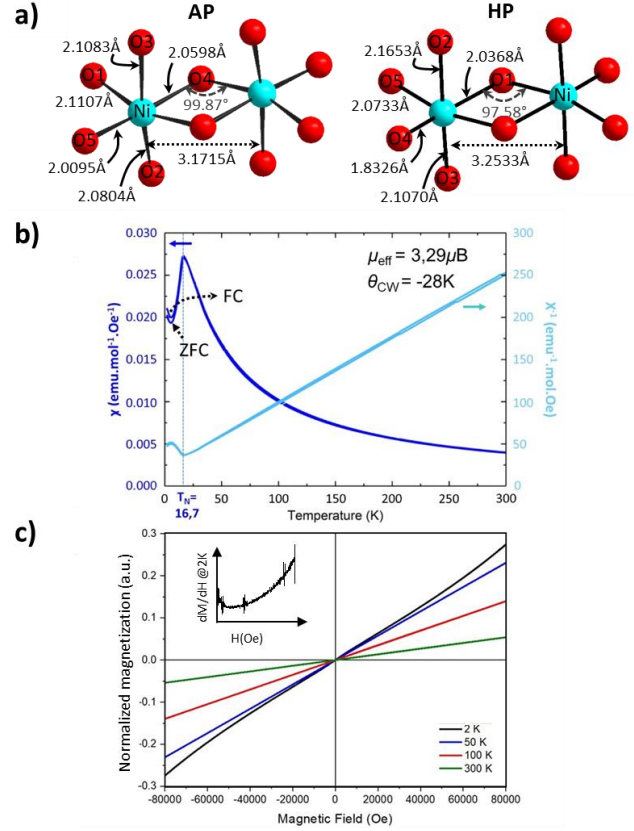 a)
AP
HP
O3
2.1083Å
2.0598Å
O1
O4
2.1107Å
Ni
99.87°
O5
2.0095Å
3.1715Å
O2
2.0804Å
O2
2.1653Å
2.0368Å
O5
O1
2.0733Å
Ni
97.58°
O4
1.8326Å
3.2533Å
O3
2.1070Å
b)
0.030
0.025
0.020
0.015
0.010
0.005
0.000
χ (emu.mol⁻¹.Oe⁻¹)
FC
ZFC
μeff = 3,29μB
θCW = -28K
300
250
200
150
100
50
0
χ⁻¹ (emu⁻¹.mol.Oe)
0
50
100
150
200
250
300
TN=
16,7
Temperature (K)
c)
0.3
0.2
0.1
0.0
-0.1
-0.2
-0.3
Normalized magnetization (a.u.)
dM/dH @2K
H(Oe)
2 K
50 K
100 K
300 K
-80000
-60000
-40000
-20000
0
20000
40000
60000
80000
Magnetic Field (Oe)